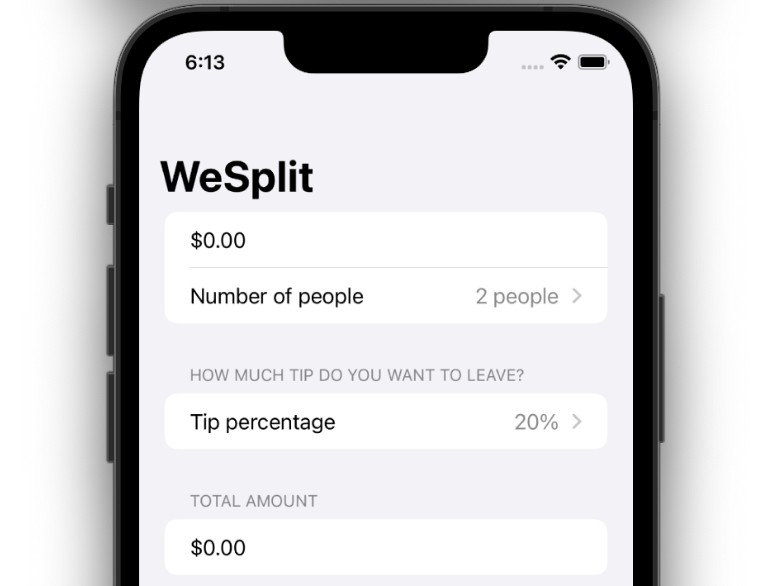 6:13
WeSplit
$0.00
Number of people 2 people
HOW MUCH TIP DO YOU WANT TO LEAVE?
Tip percentage 20%
TOTAL AMOUNT
$0.00